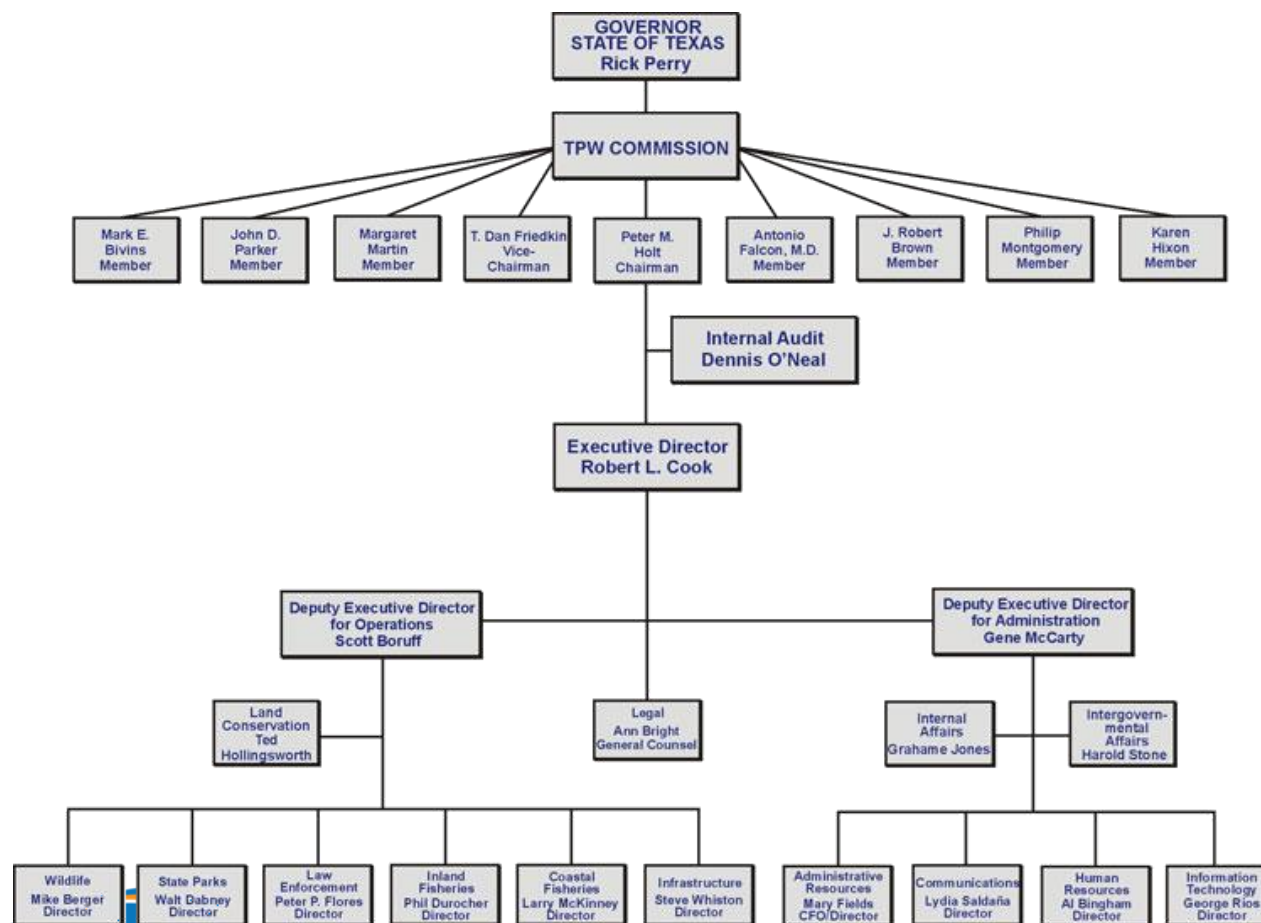 GOVERNOR
STATE OF TEXAS
Rick Perry
TPW COMMISSION
Mark E.
Bivins
Member
John D.
Parker
Member
Margaret
Martin
Member
T. Dan Friedkin
Vice-
Chairman
Peter M.
Holt
Chairman
Antonio
Falcon, M.D.
Member
J. Robert
Brown
Member
Philip
Montgomery
Member
Karen
Hixon
Member
Internal Audit
Dennis O'Neal
Executive Director
Robert L. Cook
Deputy Executive Director
for Operations
Scott Boruff
Deputy Executive Director
for Administration
Gene McCarty
Land
Conservation
Ted
Hollingsworth
Legal
Ann Bright
General Counsel
Internal
Affairs
Grahame Jones
Intergovern-
mental
Affairs
Harold Stone
Wildlife
Mike Berger
Director
State Parks
Walt Dabney
Director
Law
Enforcement
Peter P. Flores
Director
Inland
Fisheries
Phil Durocher
Director
Coastal
Fisheries
Larry McKinney
Director
Infrastructure
Steve Whiston
Director
Administrative
Resources
Mary Fields
CFO/Director
Communications
Lydia Saldaña
Director
Human
Resources
Al Bingham
Director
Information
Technology
George Rios
Director